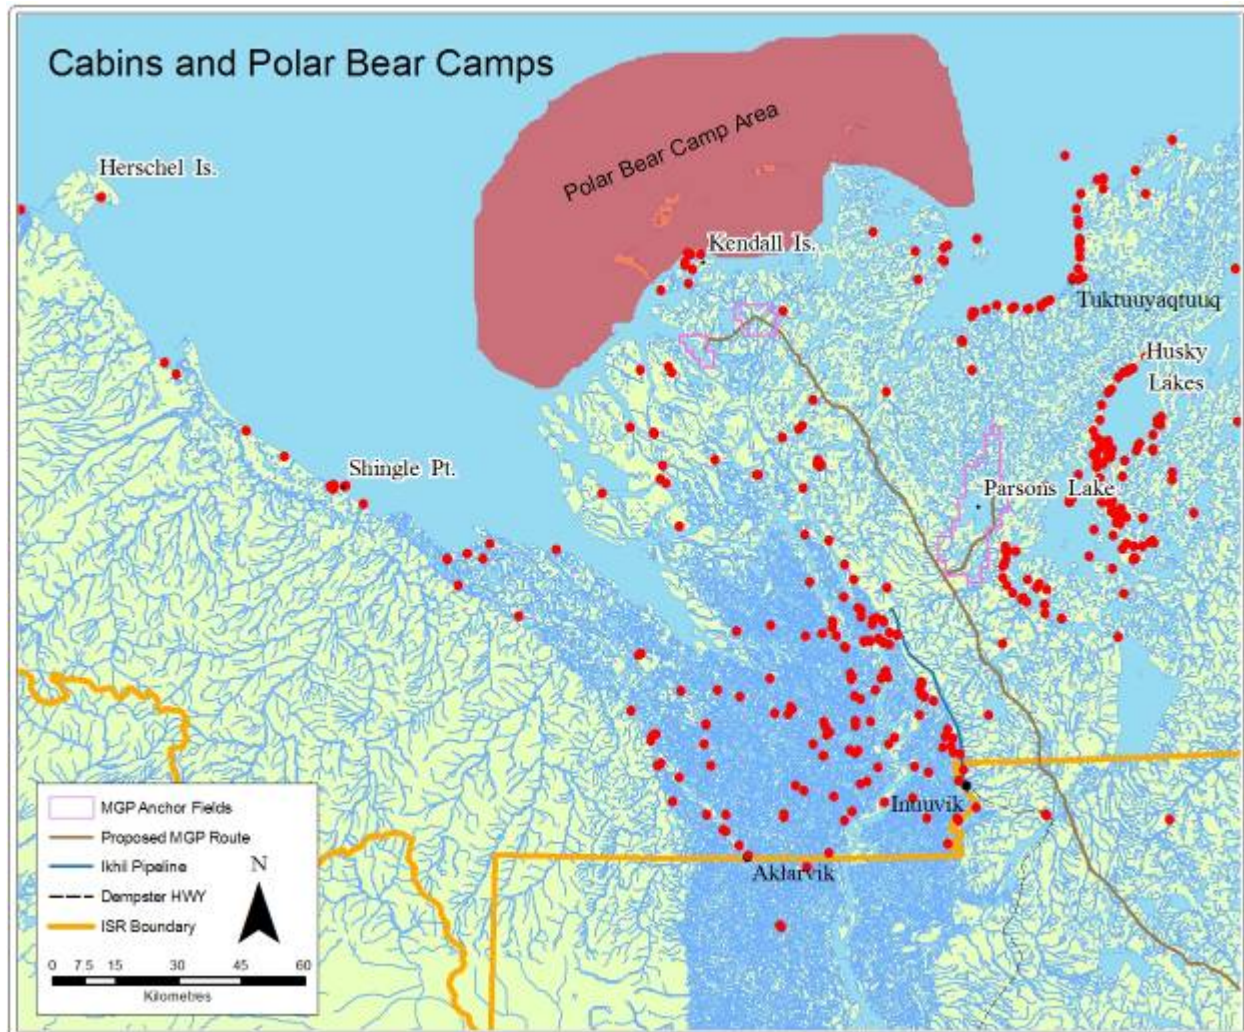 Cabins and Polar Bear Camps
Polar Bear Camp Area
Herschel Is.
Kendall Is.
Tuktuuyaqtuuq
Husky
Lakes
Shingle Pt.
Parsons Lake
Inuuvik
Aklarvik
MGP Anchor Fields
Proposed MGP Route
Ikhil Pipeline
Dempster HWY
ISR Boundary
N
0 7.5 15 30 45 60
Kilometres